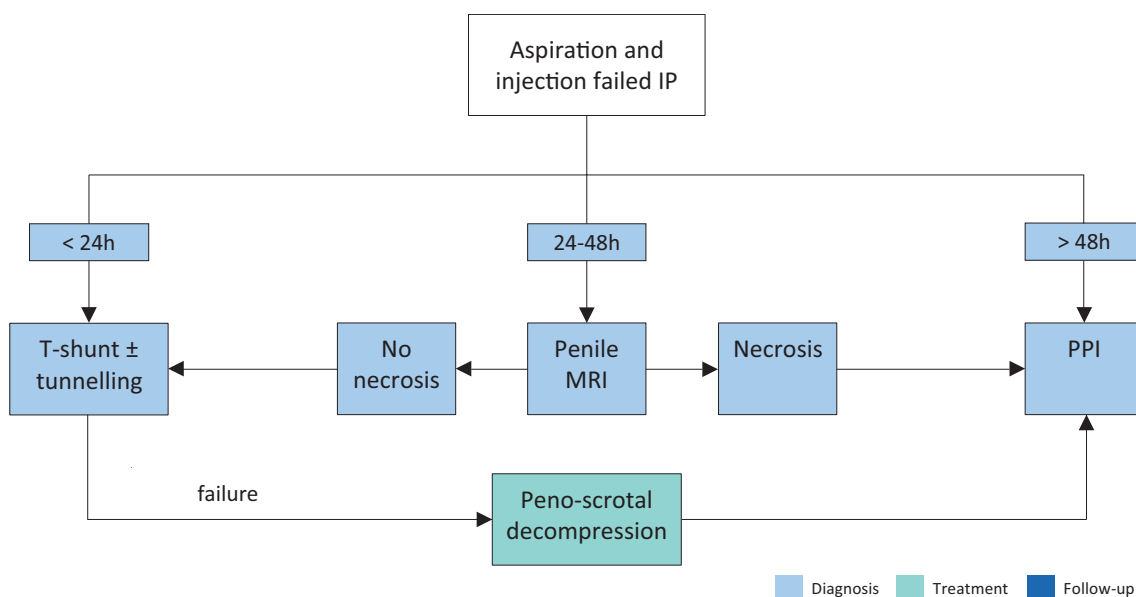 Aspiration and
injection failed IP
< 24h
24-48h
> 48h
T-shunt ±
tunnelling
No
necrosis
Penile
MRI
Necrosis
PPI
failure
Peno-scrotal
decompression
Diagnosis
Treatment
Follow-up